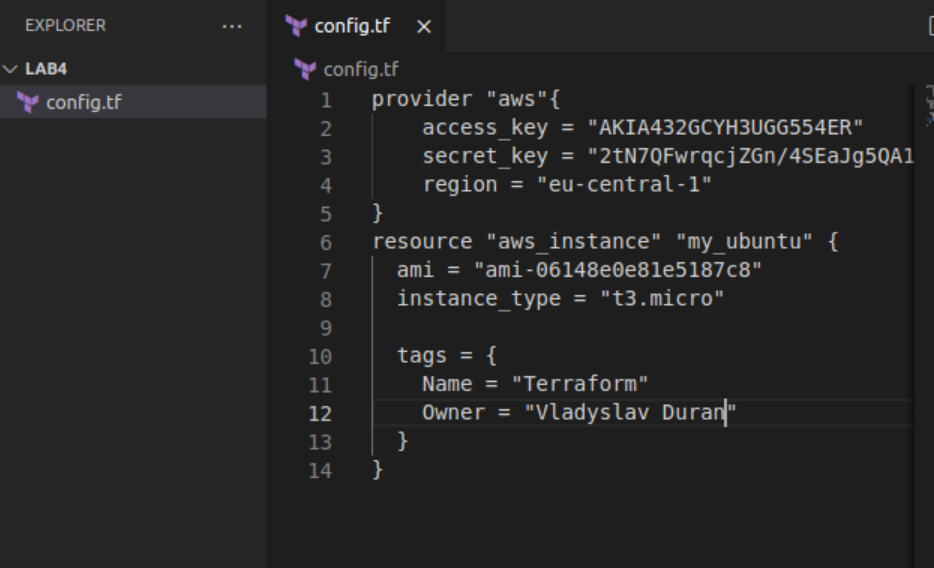 EXPLORER ...
LAB4
config.tf
config.tf ×
config.tf
1 provider "aws"{
2 access_key = "AKIA432GCYH3UGG554ER"
3 secret_key = "2tN7QFwrqcjZGn/4SEaJg5QA1
4 region = "eu-central-1"
5 }
6 resource "aws_instance" "my_ubuntu" {
7 ami = "ami-06148e0e81e5187c8"
8 instance_type = "t3.micro"
9
10 tags = {
11 Name = "Terraform"
12 Owner = "Vladyslav Duran"
13 }
14 }